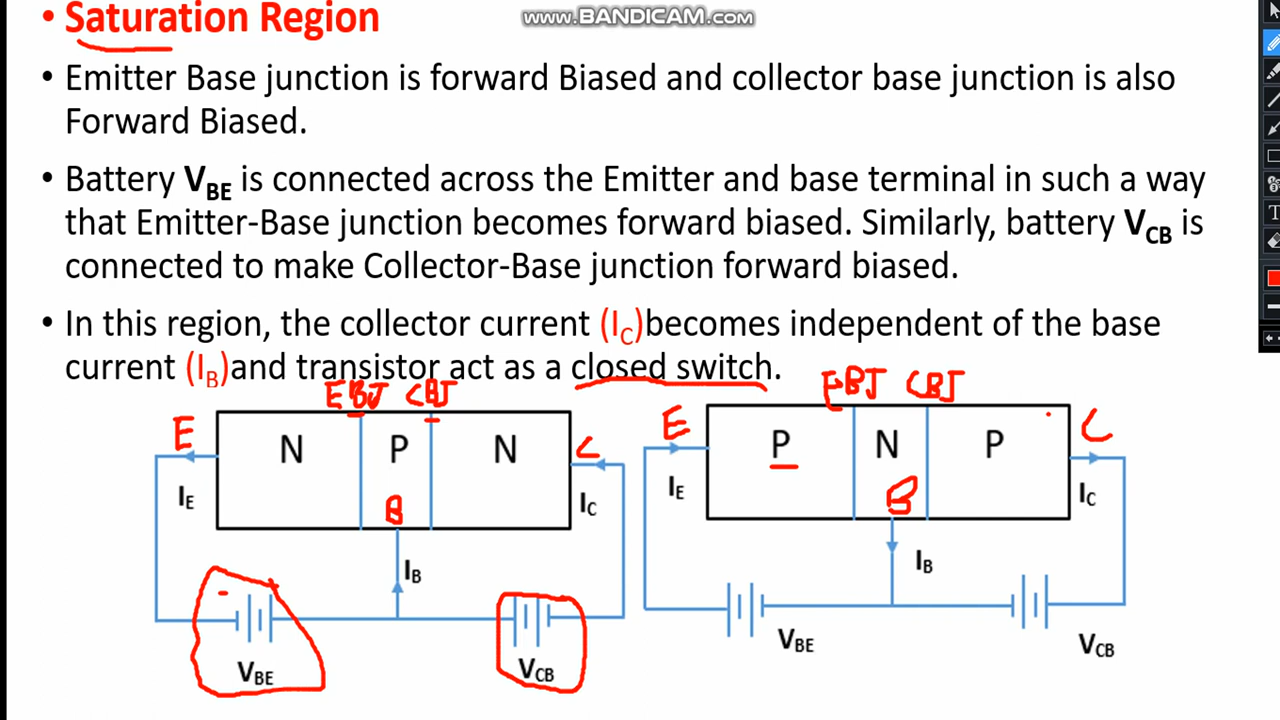 www.BANDICAM.com
• Saturation Region
• Emitter Base junction is forward Biased and collector base junction is also
Forward Biased.
• Battery VBE is connected across the Emitter and base terminal in such a way
that Emitter-Base junction becomes forward biased. Similarly, battery VCB is
connected to make Collector-Base junction forward biased.
• In this region, the collector current (IC)becomes independent of the base
current (IB)and transistor act as a closed switch.
EBJ CBJ EBJ CBJ
E N P N C E P N P C
B B
IE IC IE IC
IB IB
VBE VCB VBE VCB